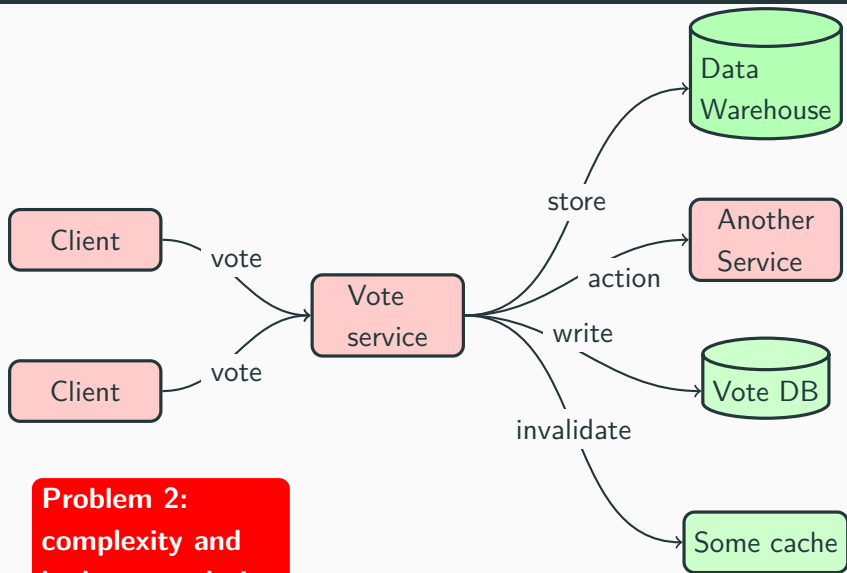 Data
Warehouse
store
Another
Service
Client
vote
action
Vote
service
write
Client
vote
Vote DB
invalidate
Problem 2:
complexity and
Some cache